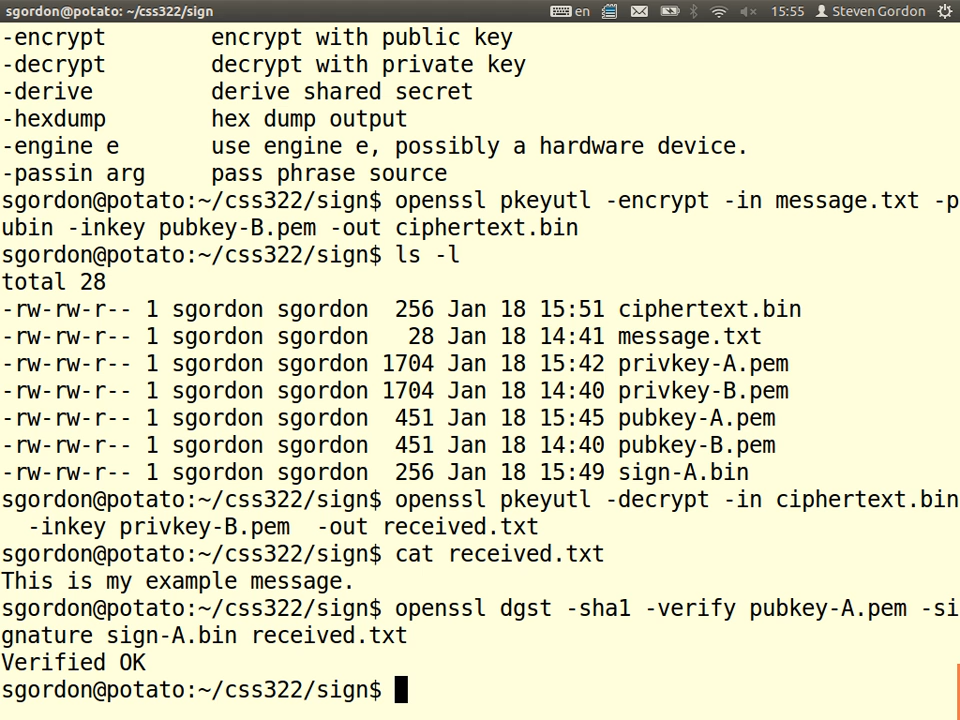 sgordon@potato: ~/css322/sign en 15:55 Steven Gordon
-encrypt        encrypt with public key
-decrypt        decrypt with private key
-derive         derive shared secret
-hexdump        hex dump output
-engine e       use engine e, possibly a hardware device.
-passin arg     pass phrase source
sgordon@potato:~/css322/sign$ openssl pkeyutl -encrypt -in message.txt -p
ubin -inkey pubkey-B.pem -out ciphertext.bin
sgordon@potato:~/css322/sign$ ls -l
total 28
-rw-rw-r-- 1 sgordon sgordon  256 Jan 18 15:51 ciphertext.bin
-rw-rw-r-- 1 sgordon sgordon   28 Jan 18 14:41 message.txt
-rw-rw-r-- 1 sgordon sgordon 1704 Jan 18 15:42 privkey-A.pem
-rw-rw-r-- 1 sgordon sgordon 1704 Jan 18 14:40 privkey-B.pem
-rw-rw-r-- 1 sgordon sgordon  451 Jan 18 15:45 pubkey-A.pem
-rw-rw-r-- 1 sgordon sgordon  451 Jan 18 14:40 pubkey-B.pem
-rw-rw-r-- 1 sgordon sgordon  256 Jan 18 15:49 sign-A.bin
sgordon@potato:~/css322/sign$ openssl pkeyutl -decrypt -in ciphertext.bin
  -inkey privkey-B.pem  -out received.txt
sgordon@potato:~/css322/sign$ cat received.txt
This is my example message.
sgordon@potato:~/css322/sign$ openssl dgst -sha1 -verify pubkey-A.pem -si
gnature sign-A.bin received.txt
Verified OK
sgordon@potato:~/css322/sign$